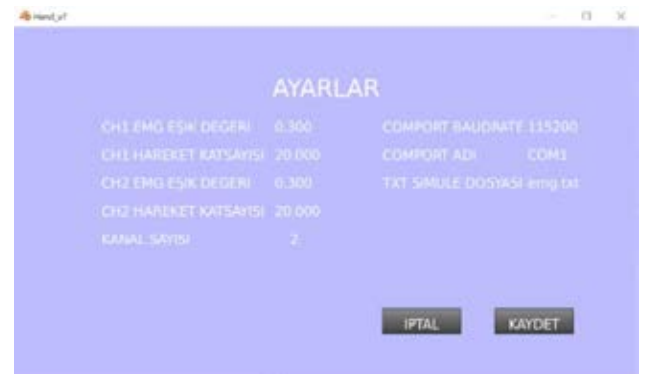 Hand_v7
AYARLAR
CH1 EMG EŞIK DEGERI 0.300
CH1 HAREKET KATSAYISI 20.000
CH2 EMG EŞIK DEGERI 0.300
CH2 HAREKET KATSAYISI 20.000
KANAL SAYISI 2
COMPORT BAUDRATE 115200
COMPORT ADI COM1
TXT SIMULE DOSYASI emg.txt
IPTAL
KAYDET